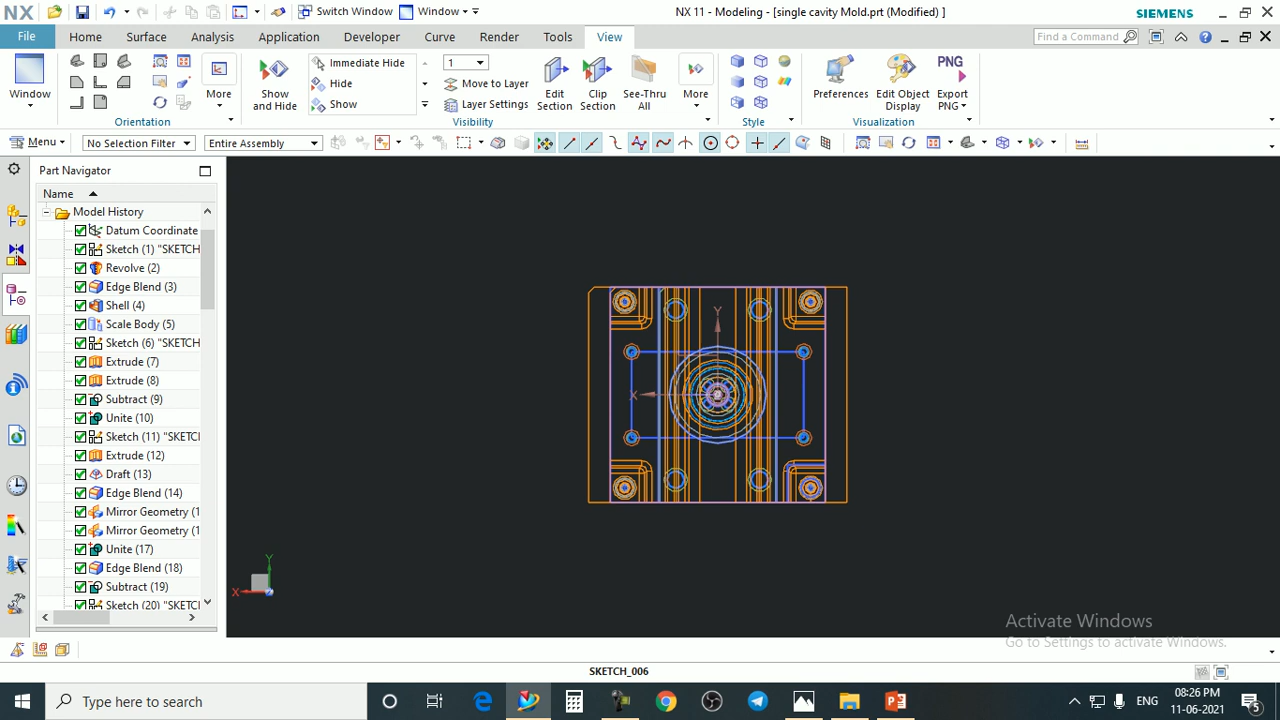 NX
Switch Window
Window
NX 11 - Modeling - [single cavity Mold.prt (Modified) ]
SIEMENS
File
Home
Surface
Analysis
Application
Developer
Curve
Render
Tools
View
Find a Command
Window
More
Orientation
Show and Hide
Immediate Hide
Hide
Show
1
Move to Layer
Layer Settings
Visibility
Edit Section
Clip Section
See-Thru All
More
Style
Preferences
Edit Object Display
PNG
Export PNG
Visualization
Menu
No Selection Filter
Entire Assembly
Part Navigator
Name
Model History
Datum Coordinate
Sketch (1) "SKETCH
Revolve (2)
Edge Blend (3)
Shell (4)
Scale Body (5)
Sketch (6) "SKETCH
Extrude (7)
Extrude (8)
Subtract (9)
Unite (10)
Sketch (11) "SKETCI
Extrude (12)
Draft (13)
Edge Blend (14)
Mirror Geometry (1
Mirror Geometry (1
Unite (17)
Edge Blend (18)
Subtract (19)
Sketch (20) "SKETCI
Y
X
Y
X
Activate Windows
Go to Settings to activate Windows.
SKETCH_006
Type here to search
ENG
08:26 PM
11-06-2021
5